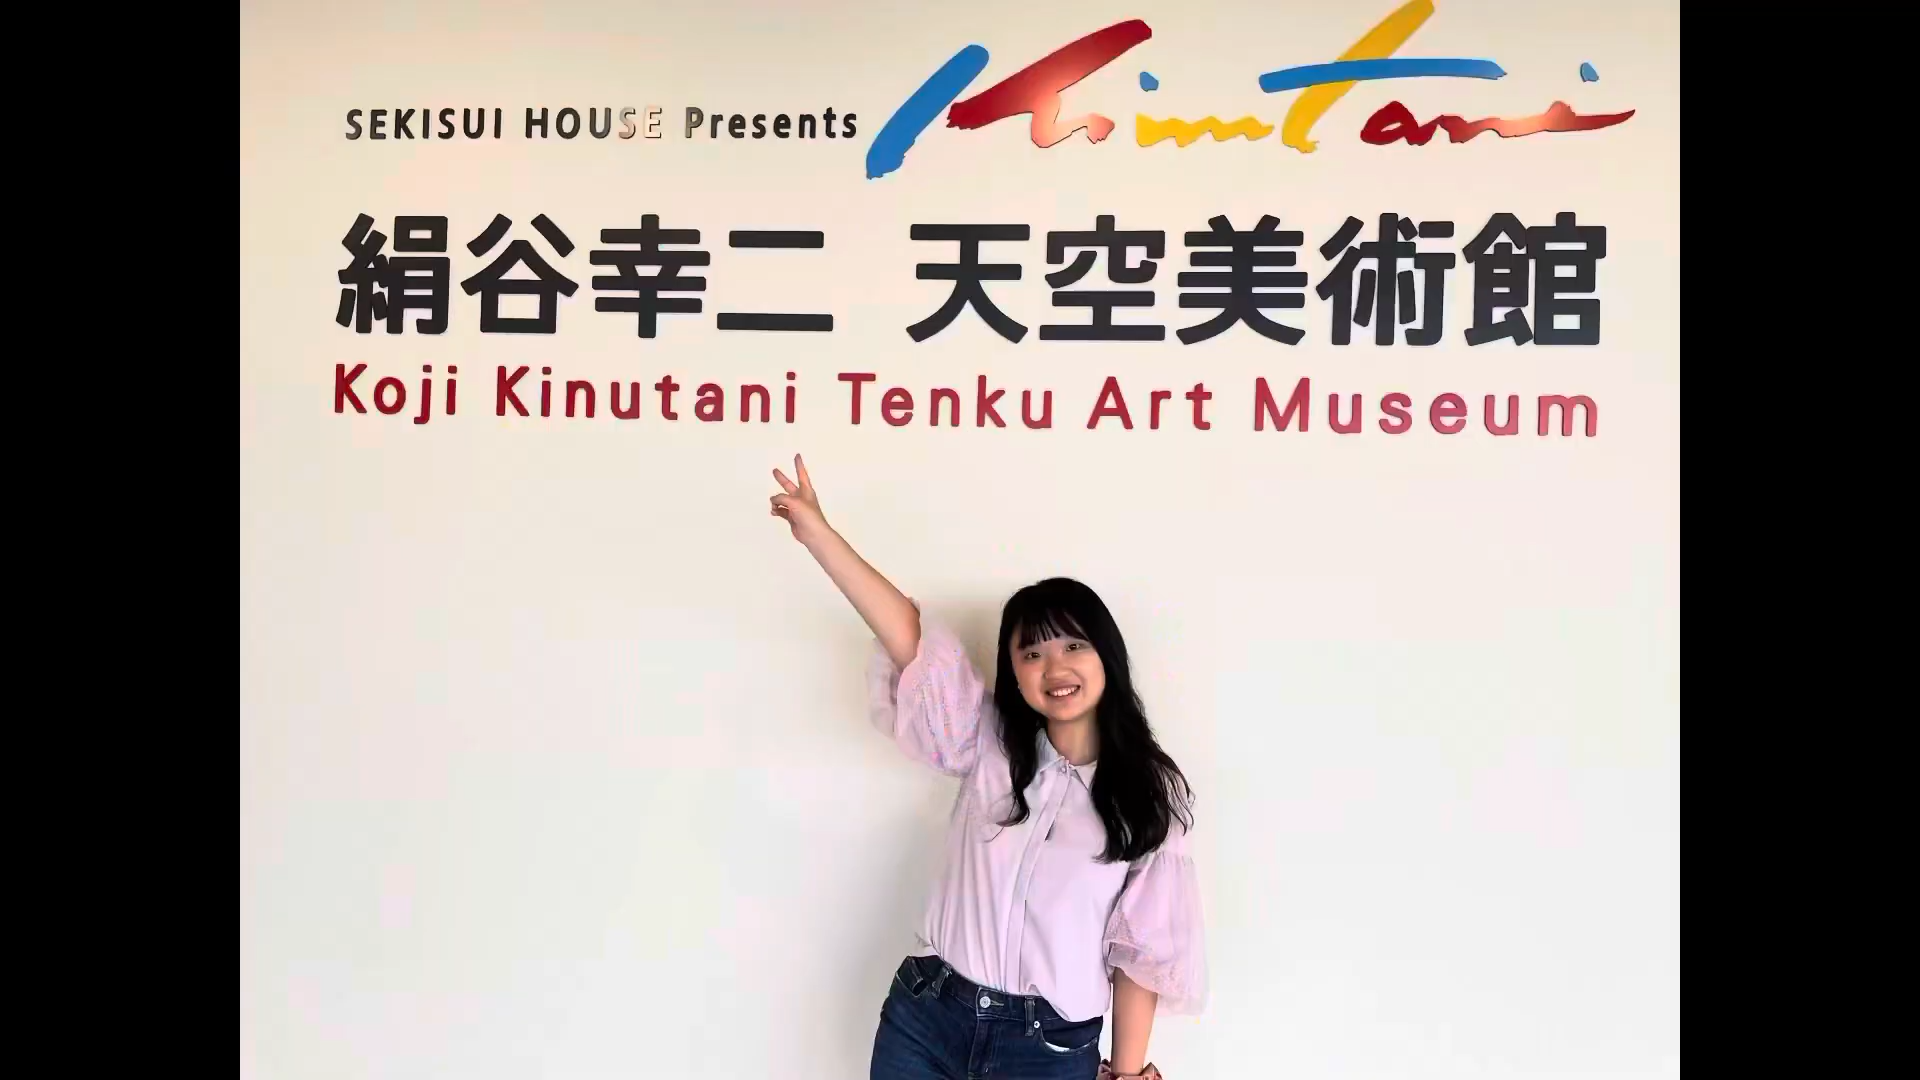 SEKISUI HOUSE Presents Kinutani
絹谷幸二 天空美術館
Koji Kinutani Tenku Art Museum